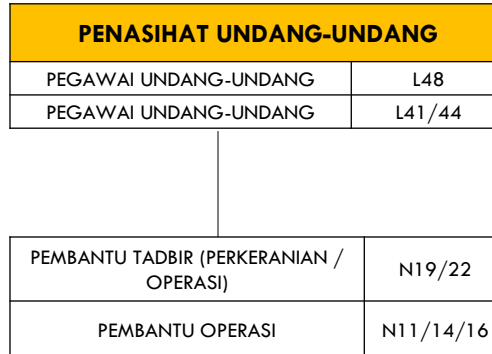 PENASIHAT UNDANG-UNDANG
PEGAWAI UNDANG-UNDANG L48
PEGAWAI UNDANG-UNDANG L41/44
PEMBANTU TADBIR (PERKERANIAN /
OPERASI) N19/22
PEMBANTU OPERASI N11/14/16